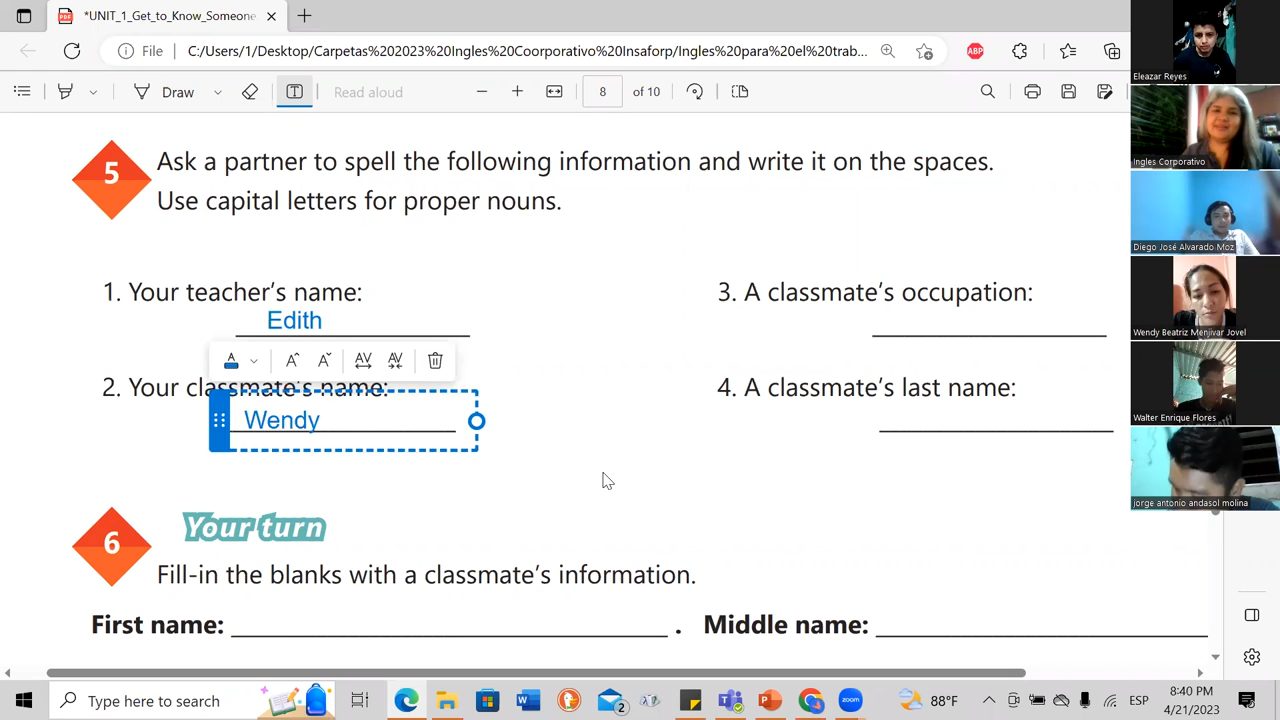 *UNIT_1_Get_to_Know_Someone
File C:/Users/1/Desktop/Carpetas%202023%20Ingles%20Coorporativo%20Insaforp/Ingles%20para%20el%20trab...
ABP
Draw
Read aloud
8 of 10
5 Ask a partner to spell the following information and write it on the spaces.
Use capital letters for proper nouns.
1. Your teacher's name:
Edith
3. A classmate's occupation:
2. Your classmate's name:
Wendy
4. A classmate's last name:
6 Your turn
Fill-in the blanks with a classmate's information.
First name: . Middle name:
Eleazar Reyes
Ingles Corporativo
Diego José Alvarado Moz
Wendy Beatriz Menjivar Jovel
Walter Enrique Flores
jorge antonio andasol molina
Type here to search
2
zoom
88°F
ESP
8:40 PM
4/21/2023